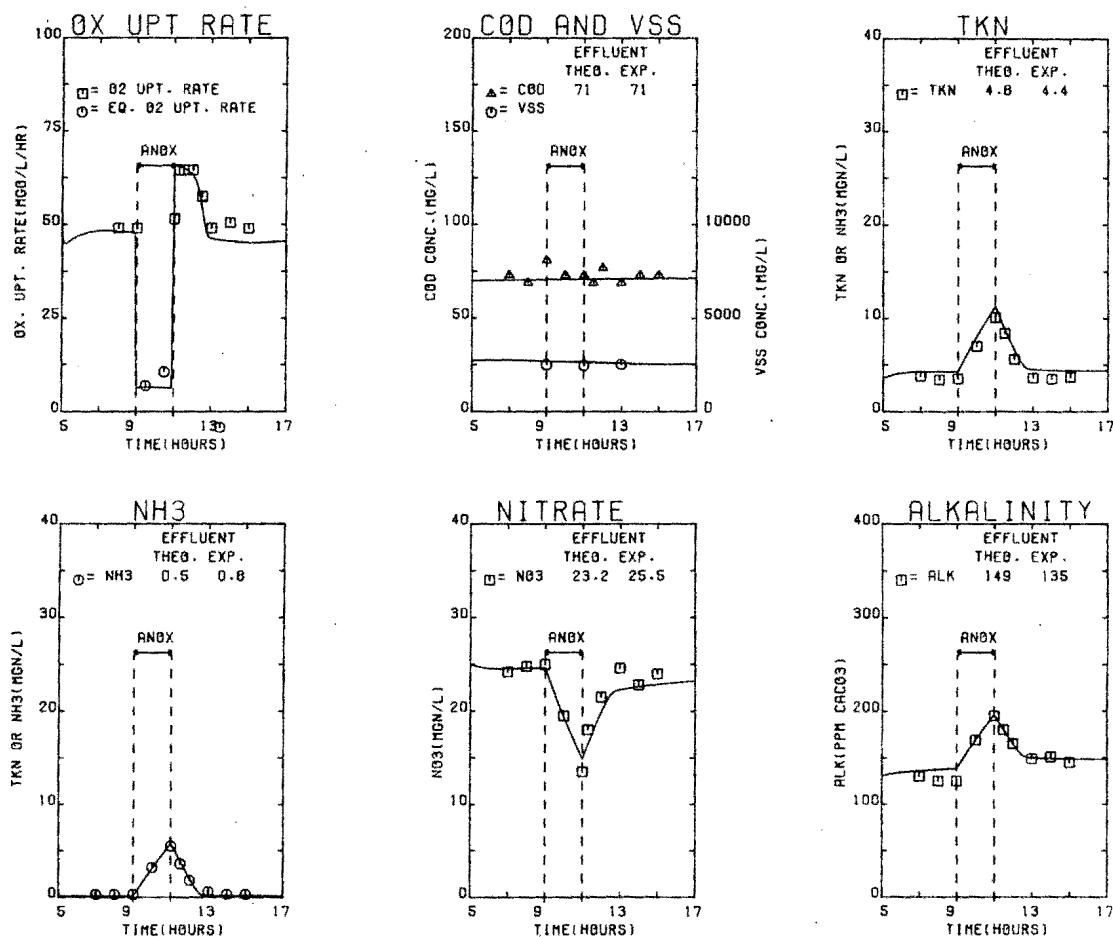 OX UPT RATE
100
75
50
25
0
OX. UPT. RATE(MGO/L/HR)
= O2 UPT. RATE
= EQ. O2 UPT. RATE
ANOX
5 9 13 17
TIME(HOURS)
COD AND VSS
200
150
100
50
0
COD CONC.(MG/L)
EFFLUENT
THEO. EXP.
= COD 71 71
= VSS
ANOX
10000
5000
0
VSS CONC.(MG/L)
5 9 13 17
TIME(HOURS)
TKN
40
30
20
10
0
TKN OR NH3(MGN/L)
EFFLUENT
THEO. EXP.
= TKN 4.8 4.4
ANOX
5 9 13 17
TIME(HOURS)
NH3
40
30
20
10
0
TKN OR NH3(MGN/L)
EFFLUENT
THEO. EXP.
= NH3 0.5 0.8
ANOX
5 9 13 17
TIME(HOURS)
NITRATE
40
30
20
10
0
NO3(MGN/L)
EFFLUENT
THEO. EXP.
= NO3 23.2 25.5
ANOX
5 9 13 17
TIME(HOURS)
ALKALINITY
400
300
200
100
0
ALK(PPM CACO3)
EFFLUENT
THEO. EXP.
= ALK 149 135
ANOX
5 9 13 17
TIME(HOURS)